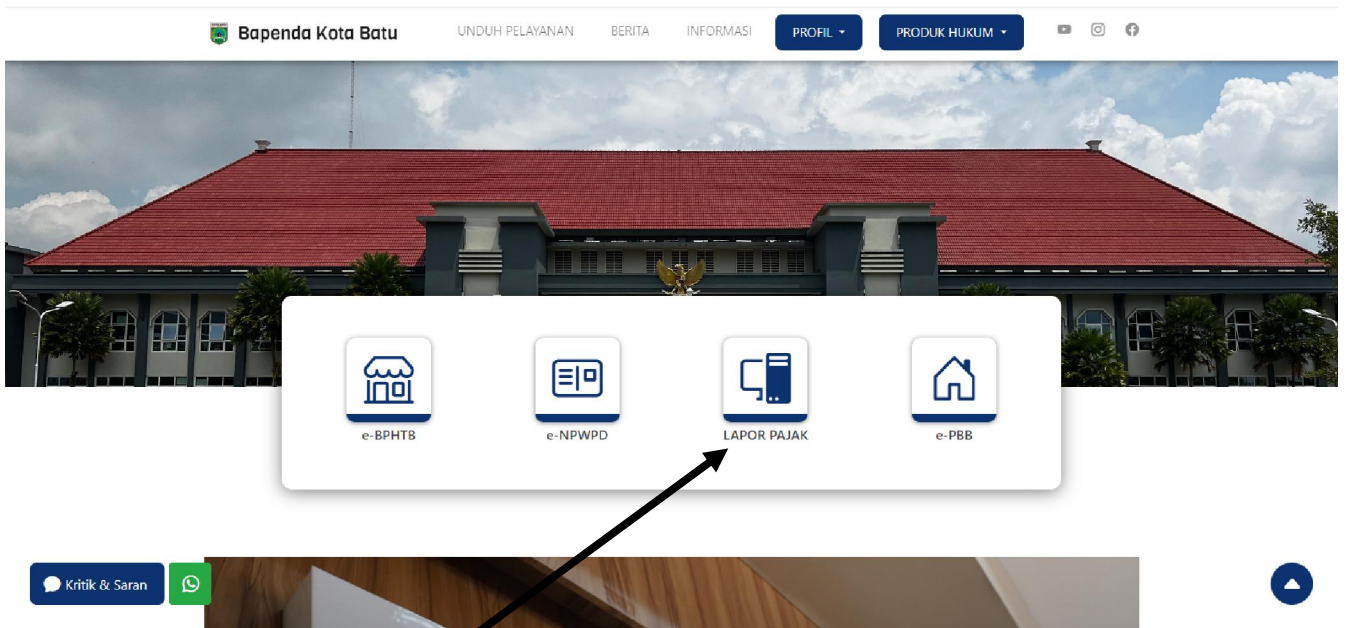 Bapenda Kota Batu UNDUH PELAYANAN BERITA INFORMASI PROFIL PRODUK HUKUM
e-BPHTB e-NPWPD LAPOR PAJAK e-PBB
Kritik & Saran